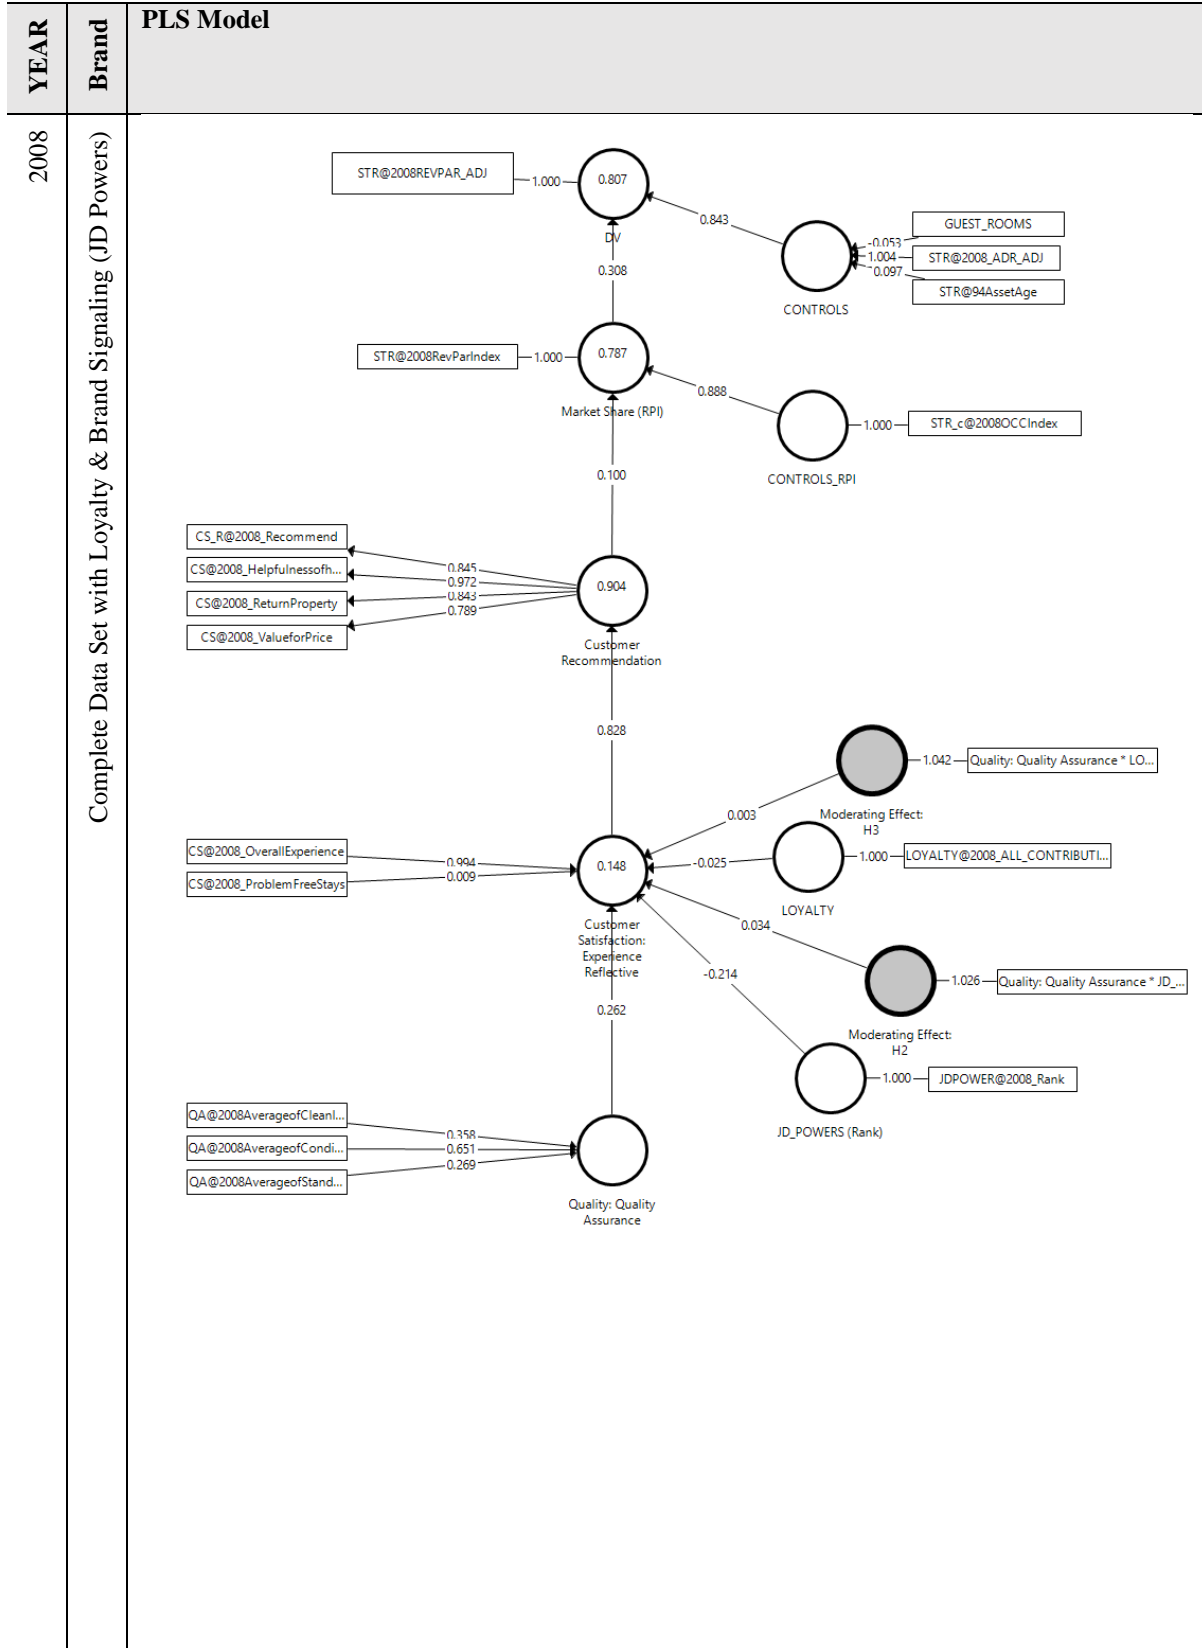 YEAR
Brand
PLS Model
2008
Complete Data Set with Loyalty & Brand Signaling (JD Powers)
STR@2008REVPAR_ADJ
1.000
0.807
DV
0.843
GUEST_ROOMS
-0.053
1.004
STR@2008_ADR_ADJ
0.097
STR@94AssetAge
CONTROLS
0.308
STR@2008RevParIndex
1.000
0.787
Market Share (RPI)
0.888
1.000
STR_c@2008OCCIndex
CONTROLS_RPI
0.100
CS_R@2008_Recommend
CS@2008_Helpfulnessofh...
CS@2008_ReturnProperty
CS@2008_ValueforPrice
0.845
0.972
0.843
0.789
0.904
Customer
Recommendation
0.828
1.042
Quality: Quality Assurance * LO...
Moderating Effect:
H3
0.003
CS@2008_OverallExperience
CS@2008_ProblemFreeStays
0.994
0.009
0.148
-0.025
1.000
LOYALTY@2008_ALL_CONTRIBUTI...
LOYALTY
Customer
Satisfaction:
Experience
Reflective
0.034
-0.214
1.026
Quality: Quality Assurance * JD_...
Moderating Effect:
H2
0.262
1.000
JDPOWER@2008_Rank
JD_POWERS (Rank)
QA@2008AverageofCleanl...
QA@2008AverageofCondi...
QA@2008AverageofStand...
0.358
0.651
0.269
Quality: Quality
Assurance